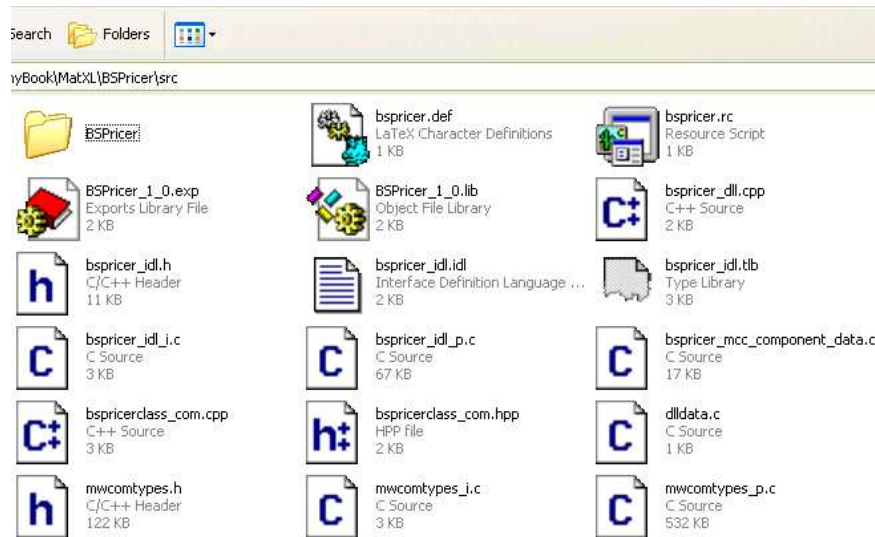 Search Folders
yBook\MatXL\BSPricer\src
BSPricer
bspricer.def
LaTeX Character Definitions
1 KB
bspricer.rc
Resource Script
1 KB
BSPricer_1_0.exp
Exports Library File
2 KB
BSPricer_1_0.lib
Object File Library
2 KB
bspricer_dll.cpp
C++ Source
2 KB
bspricer_idl.h
C/C++ Header
11 KB
bspricer_idl.idl
Interface Definition Language ...
2 KB
bspricer_idl.tlb
Type Library
3 KB
bspricer_idl_i.c
C Source
3 KB
bspricer_idl_p.c
C Source
67 KB
bspricer_mcc_component_data.c
C Source
17 KB
bspricerclass_com.cpp
C++ Source
3 KB
bspricerclass_com.hpp
HPP file
2 KB
dlldata.c
C Source
1 KB
mwcomtypes.h
C/C++ Header
122 KB
mwcomtypes_i.c
C Source
3 KB
mwcomtypes_p.c
C Source
532 KB